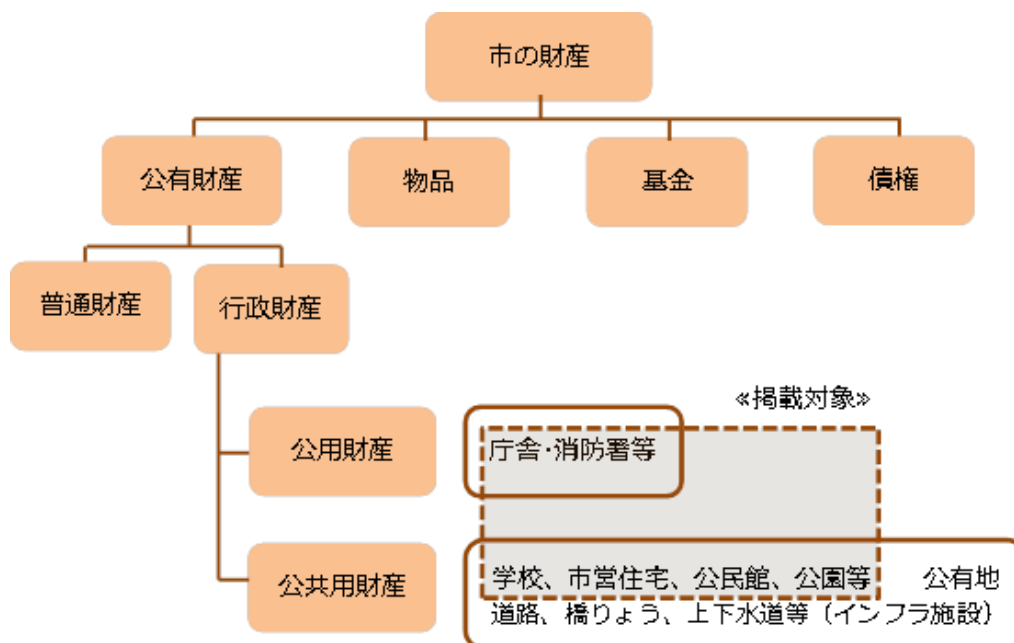 市の財産
公有財産
物品
基金
債権
普通財産
行政財産
≪掲載対象≫
公用財産
庁舎・消防署等
公共用財産
学校、市営住宅、公民館、公園等 公有地
道路、橋りょう、上下水道等（インフラ施設）